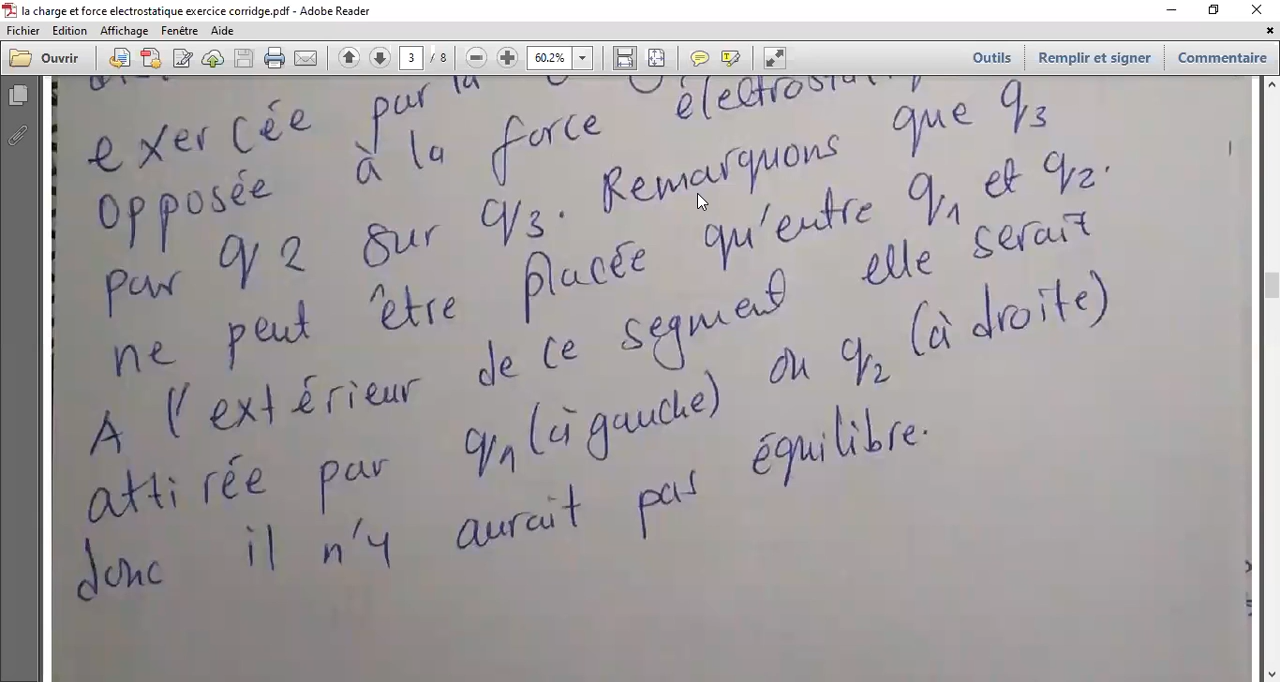 la charge et force electrostatique exercice corridge.pdf - Adobe Reader
Fichier Edition Affichage Fenêtre Aide
Ouvrir 3 / 8 60.2% Outils Remplir et signer Commentaire
exercée par la
opposée à la force
par q2 sur q3. Remarquons que q3
ne peut être placée qu'entre q1 et q2.
A l'extérieur de ce segment elle serait
attirée par q1 (à gauche) ou q2 (à droite)
donc il n'y aurait pas équilibre.